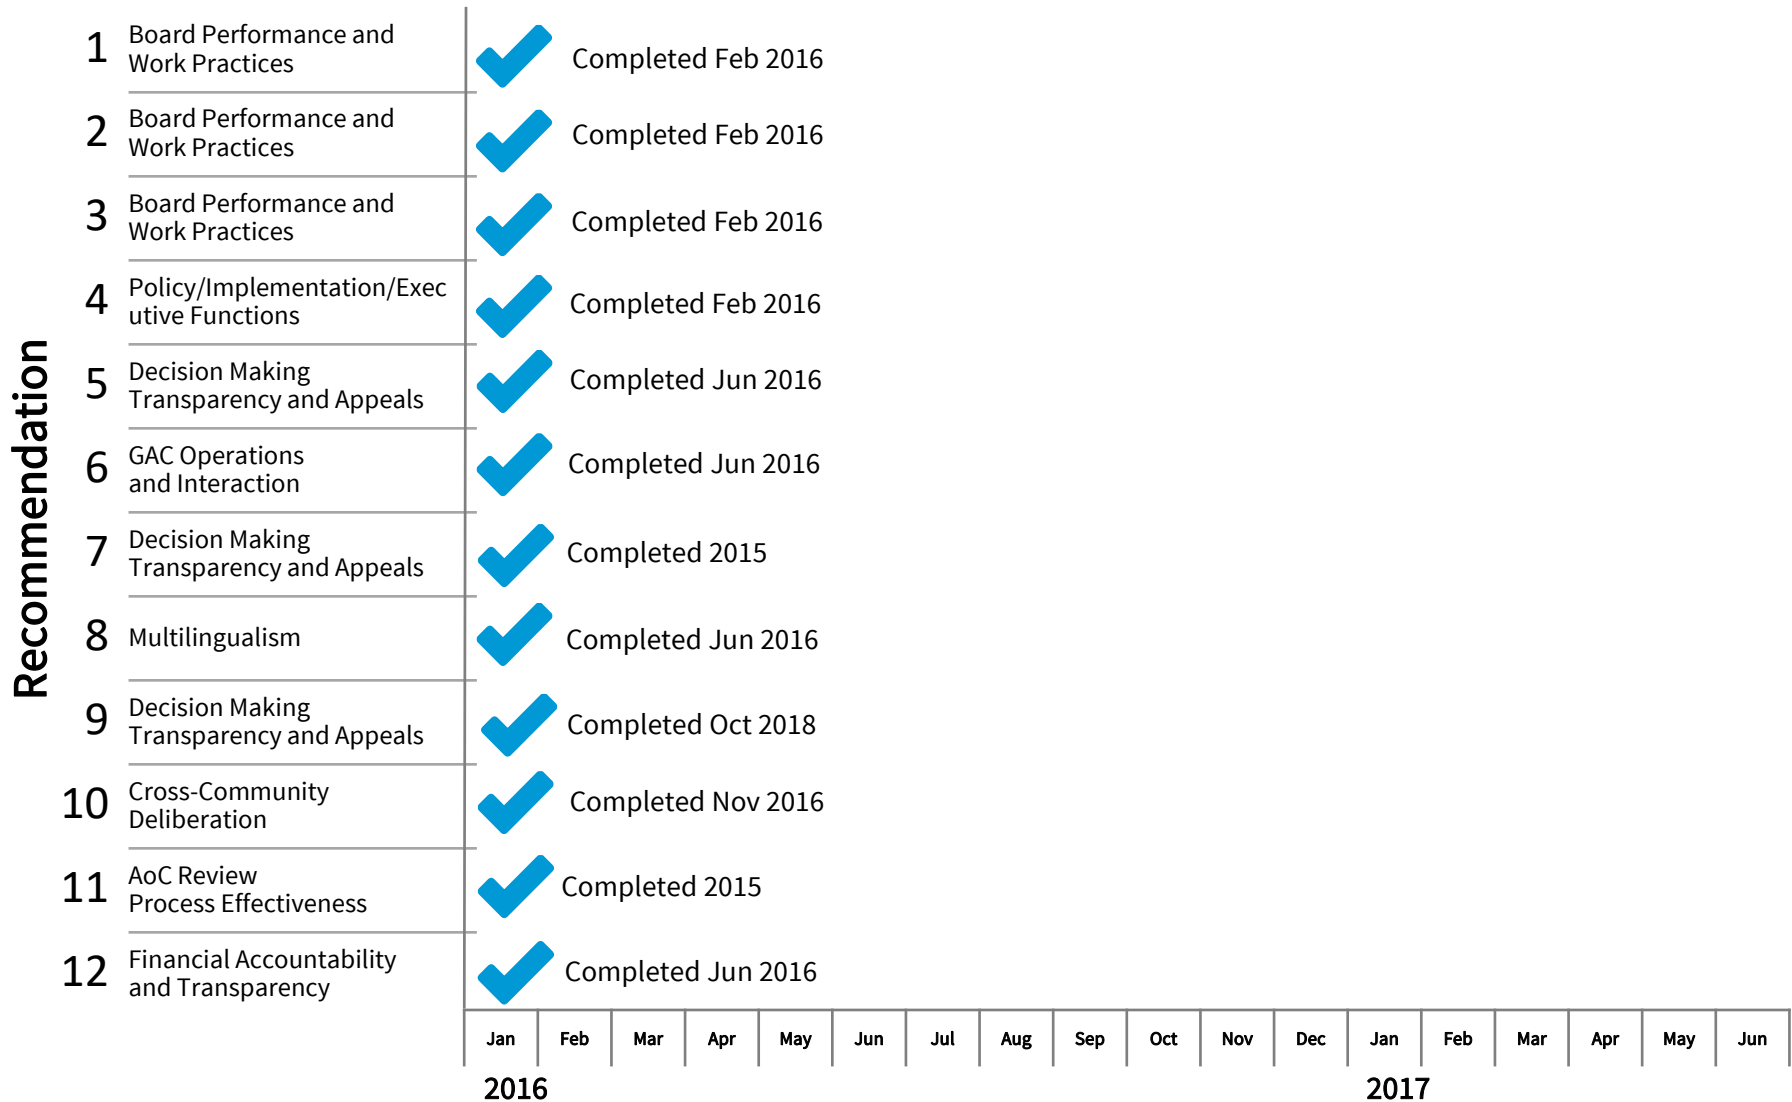 Recommendation
1
Board Performance and
Work Practices
Completed Feb 2016
2
Board Performance and
Work Practices
Completed Feb 2016
3
Board Performance and
Work Practices
Completed Feb 2016
4
Policy/Implementation/Exec
utive Functions
Completed Feb 2016
5
Decision Making
Transparency and Appeals
Completed Jun 2016
6
GAC Operations
and Interaction
Completed Jun 2016
7
Decision Making
Transparency and Appeals
Completed 2015
8
Multilingualism
Completed Jun 2016
9
Decision Making
Transparency and Appeals
Completed Oct 2018
10
Cross-Community
Deliberation
Completed Nov 2016
11
AoC Review
Process Effectiveness
Completed 2015
12
Financial Accountability
and Transparency
Completed Jun 2016
Jan Feb Mar Apr May Jun Jul Aug Sep Oct Nov Dec Jan Feb Mar Apr May Jun
2016 2017